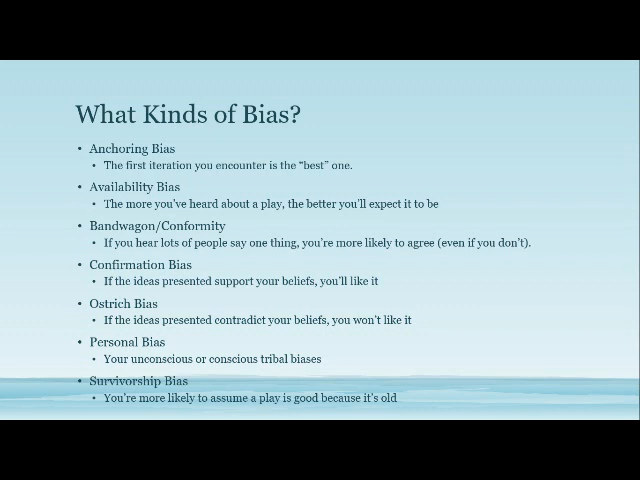 What Kinds of Bias?
• Anchoring Bias
• The first iteration you encounter is the “best” one.
• Availability Bias
• The more you’ve heard about a play, the better you’ll expect it to be
• Bandwagon/Conformity
• If you hear lots of people say one thing, you’re more likely to agree (even if you don’t).
• Confirmation Bias
• If the ideas presented support your beliefs, you’ll like it
• Ostrich Bias
• If the ideas presented contradict your beliefs, you won’t like it
• Personal Bias
• Your unconscious or conscious tribal biases
• Survivorship Bias
• You’re more likely to assume a play is good because it’s old